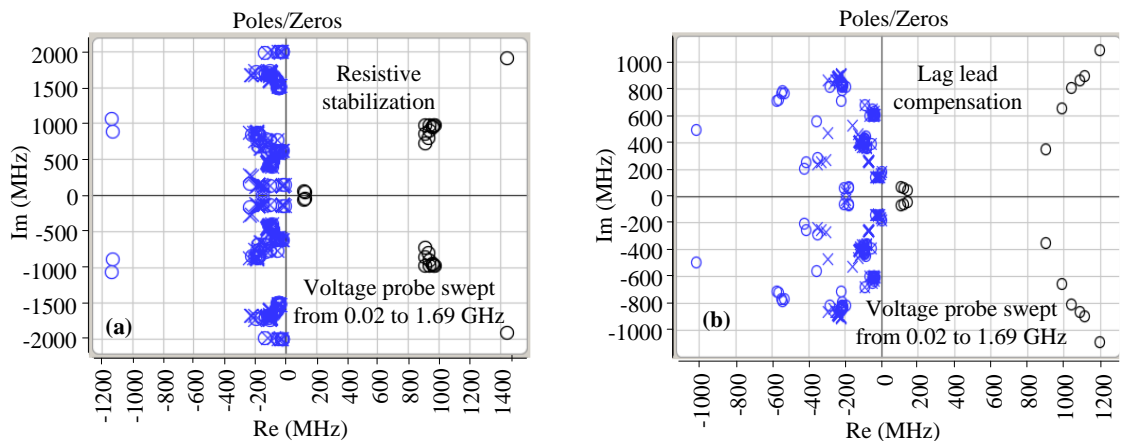 Poles/Zeros
2000
1500
1000
500
0
-500
-1000
-1500
-2000
Im (MHz)
Resistive
stabilization
Voltage probe swept
from 0.02 to 1.69 GHz
(a)
-1200
-1000
-800
-600
-400
-200
0
200
400
600
800
1000
1200
1400
Re (MHz)
Poles/Zeros
1000
800
600
400
200
0
-200
-400
-600
-800
-1000
Im (MHz)
Lag lead
compensation
Voltage probe swept
from 0.02 to 1.69 GHz
(b)
-1000
-800
-600
-400
-200
0
200
400
600
800
1000
1200
Re (MHz)